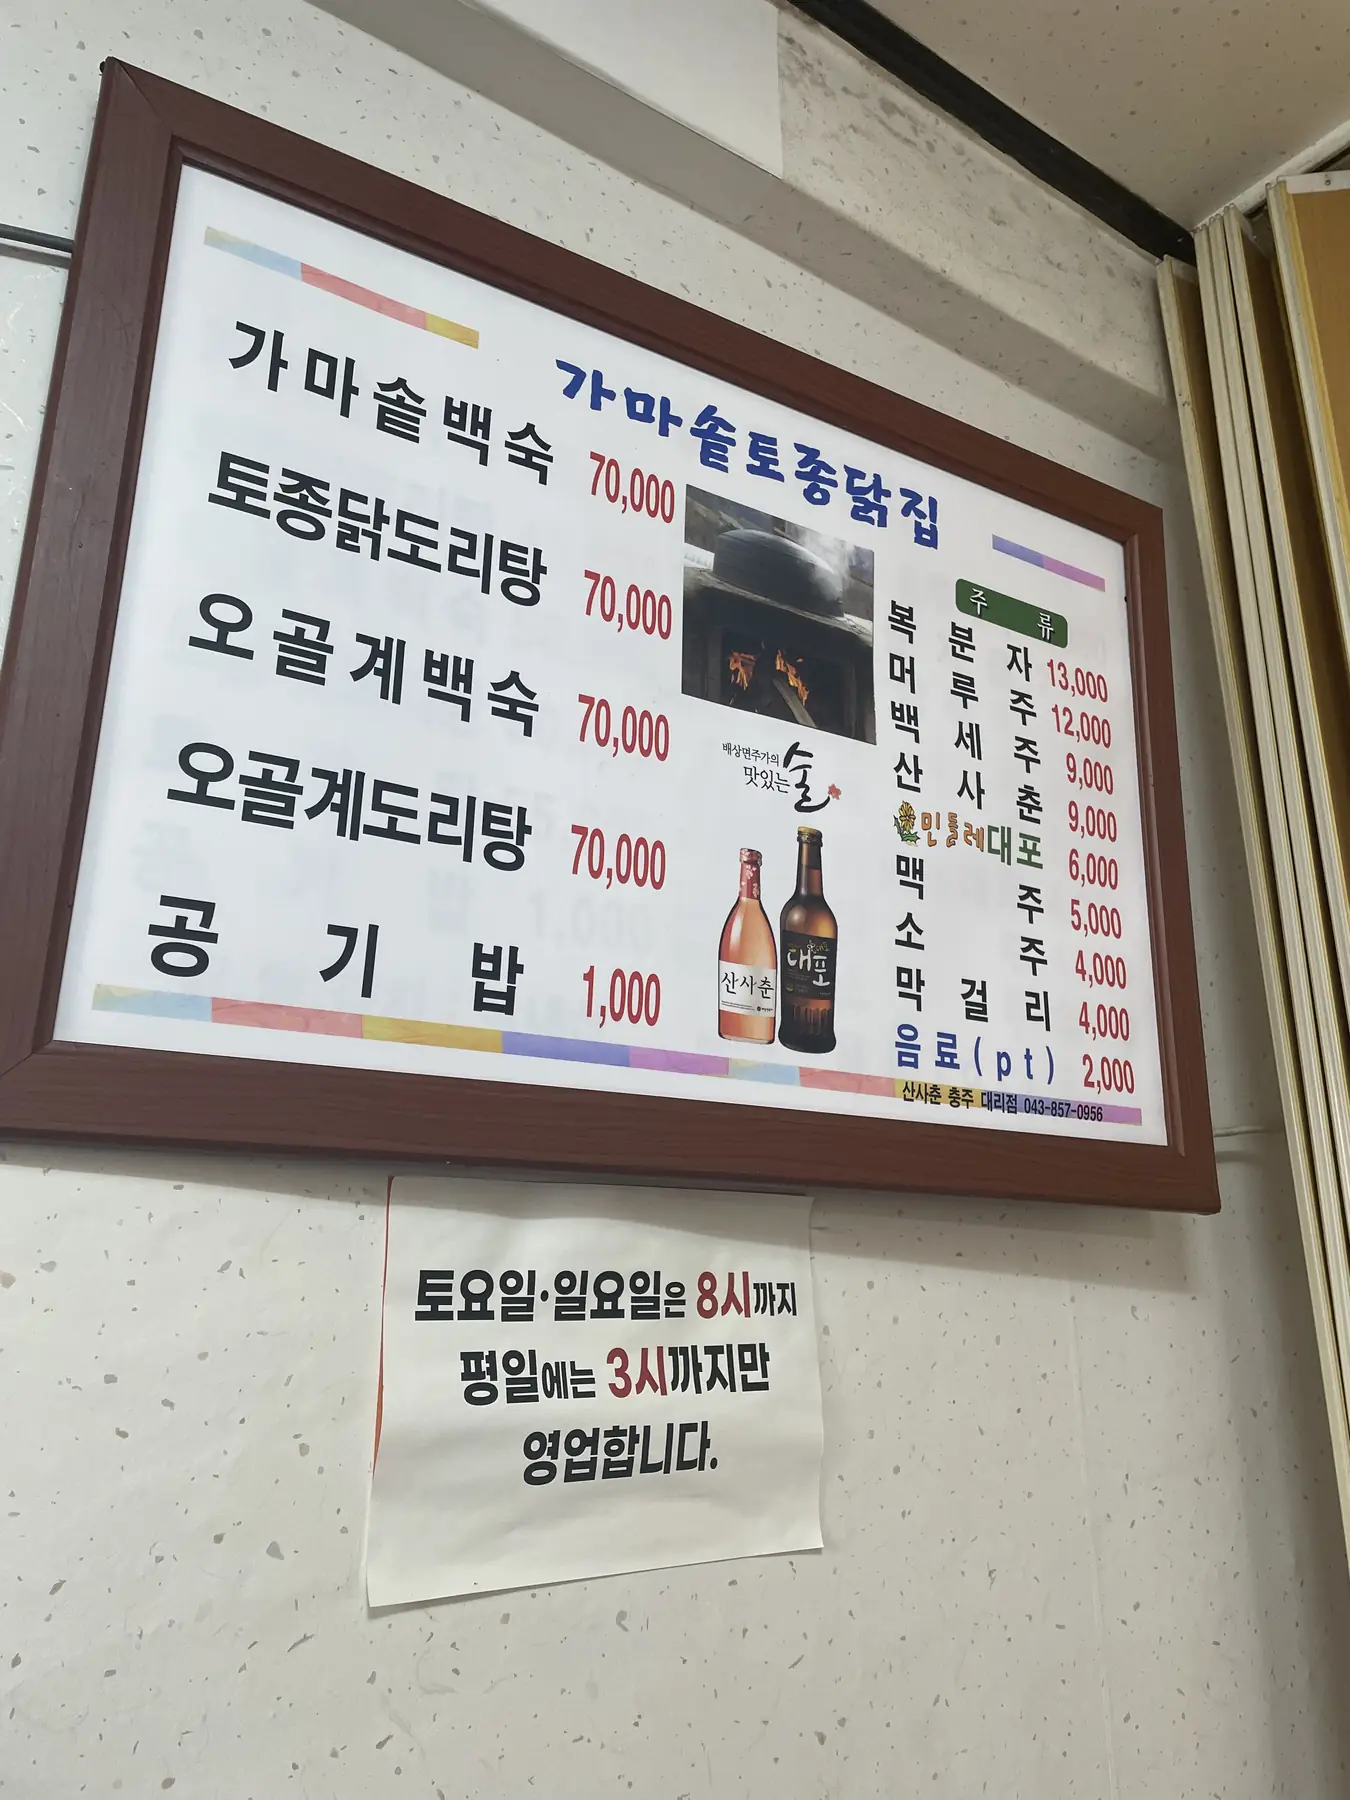 가마솥토종닭집
가마솥백숙 70,000
토종닭도리탕 70,000
오골계백숙 70,000
오골계도리탕 70,000
공기밥 1,000
배상면주가의
맛있는 술
산사춘
대포
주류
복분자 13,000
머루주 12,000
백세주 9,000
산사춘 9,000
민들레대포 6,000
맥주 5,000
소주 4,000
막걸리 4,000
음료(pt) 2,000
산사춘 충주 대리점 043-857-0956
토요일·일요일은 8시까지
평일에는 3시까지만
영업합니다.